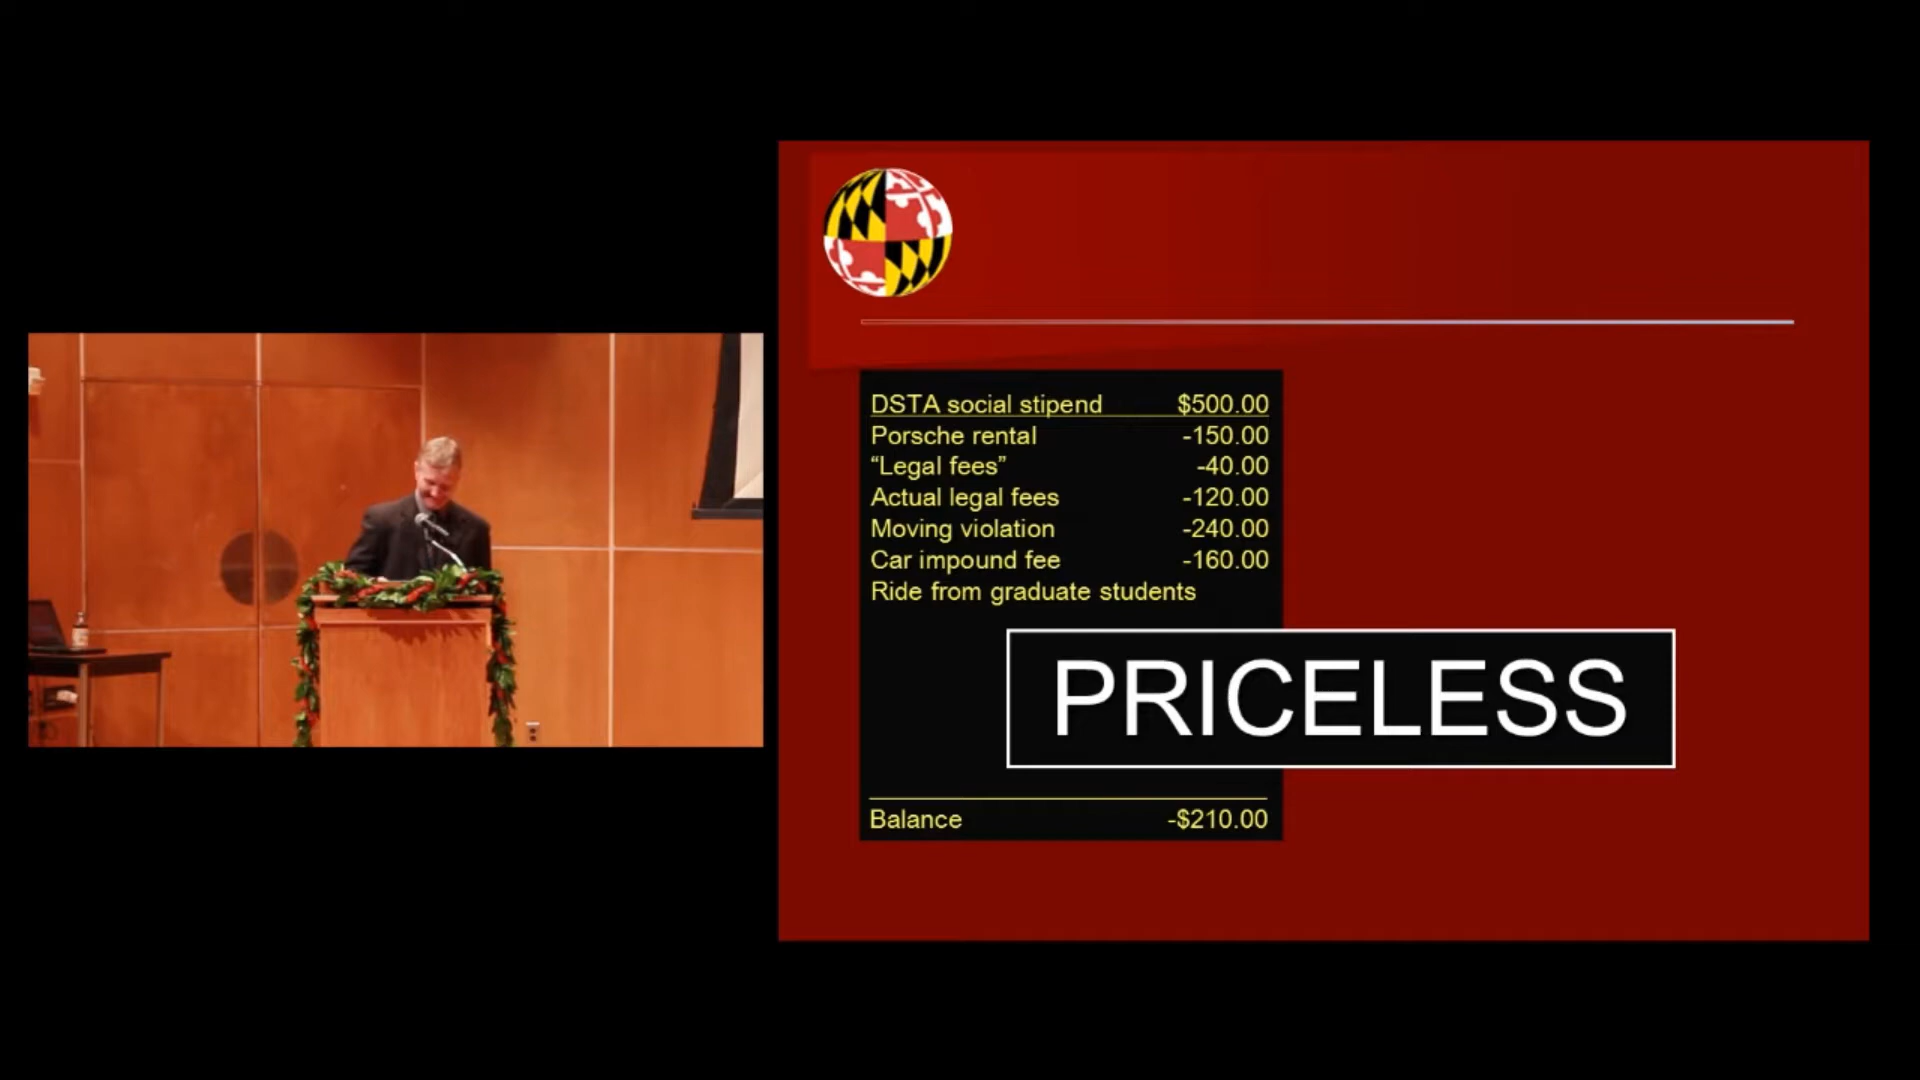 DSTA social stipend $500.00
Porsche rental -150.00
“Legal fees” -40.00
Actual legal fees -120.00
Moving violation -240.00
Car impound fee -160.00
Ride from graduate students
PRICELESS
Balance -$210.00